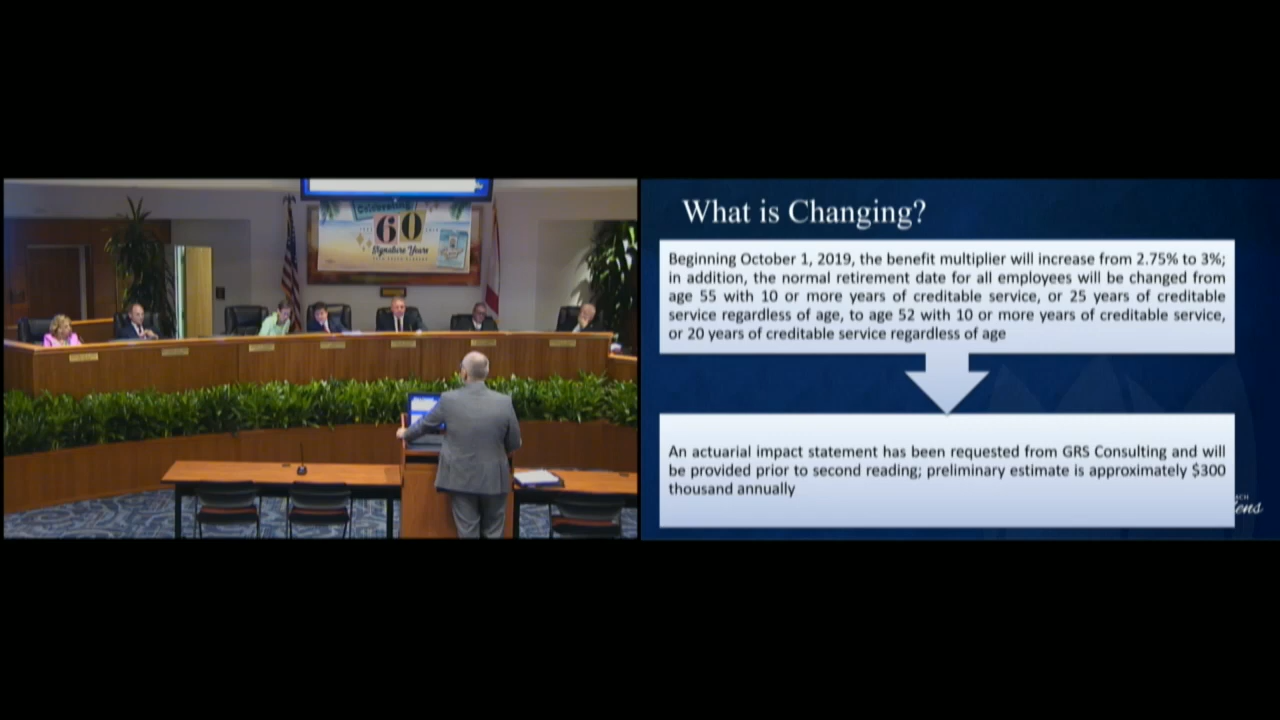 Celebrating
60
Signature Years
What is Changing?
Beginning October 1, 2019, the benefit multiplier will increase from 2.75% to 3%;
in addition, the normal retirement date for all employees will be changed from
age 55 with 10 or more years of creditable service, or 25 years of creditable
service regardless of age, to age 52 with 10 or more years of creditable service,
or 20 years of creditable service regardless of age
An actuarial impact statement has been requested from GRS Consulting and will
be provided prior to second reading; preliminary estimate is approximately $300
thousand annually